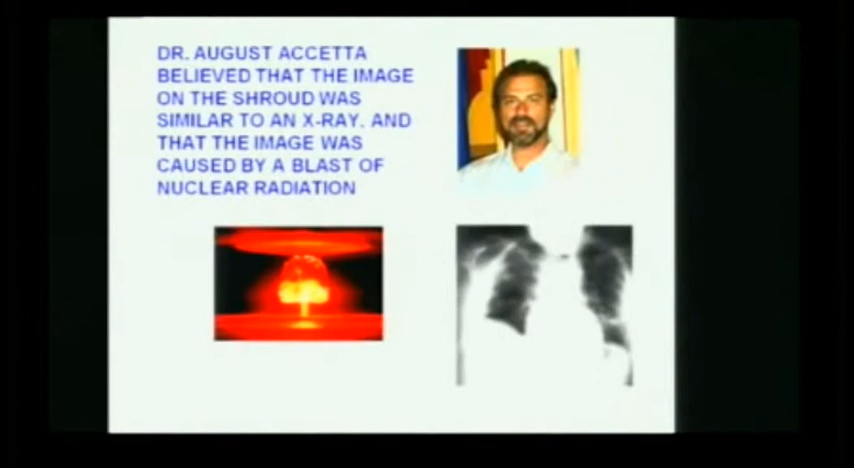 DR. AUGUST ACCETTA
BELIEVED THAT THE IMAGE
ON THE SHROUD WAS
SIMILAR TO AN X-RAY. AND
THAT THE IMAGE WAS
CAUSED BY A BLAST OF
NUCLEAR RADIATION